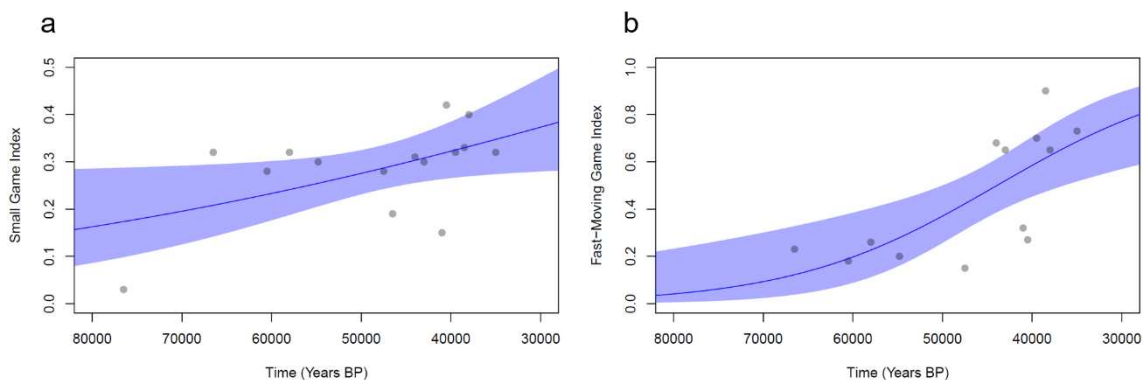 a
Small Game Index
0.0 0.1 0.2 0.3 0.4 0.5
80000 70000 60000 50000 40000 30000
Time (Years BP)
b
Fast−Moving Game Index
0.0 0.2 0.4 0.6 0.8 1.0
80000 70000 60000 50000 40000 30000
Time (Years BP)